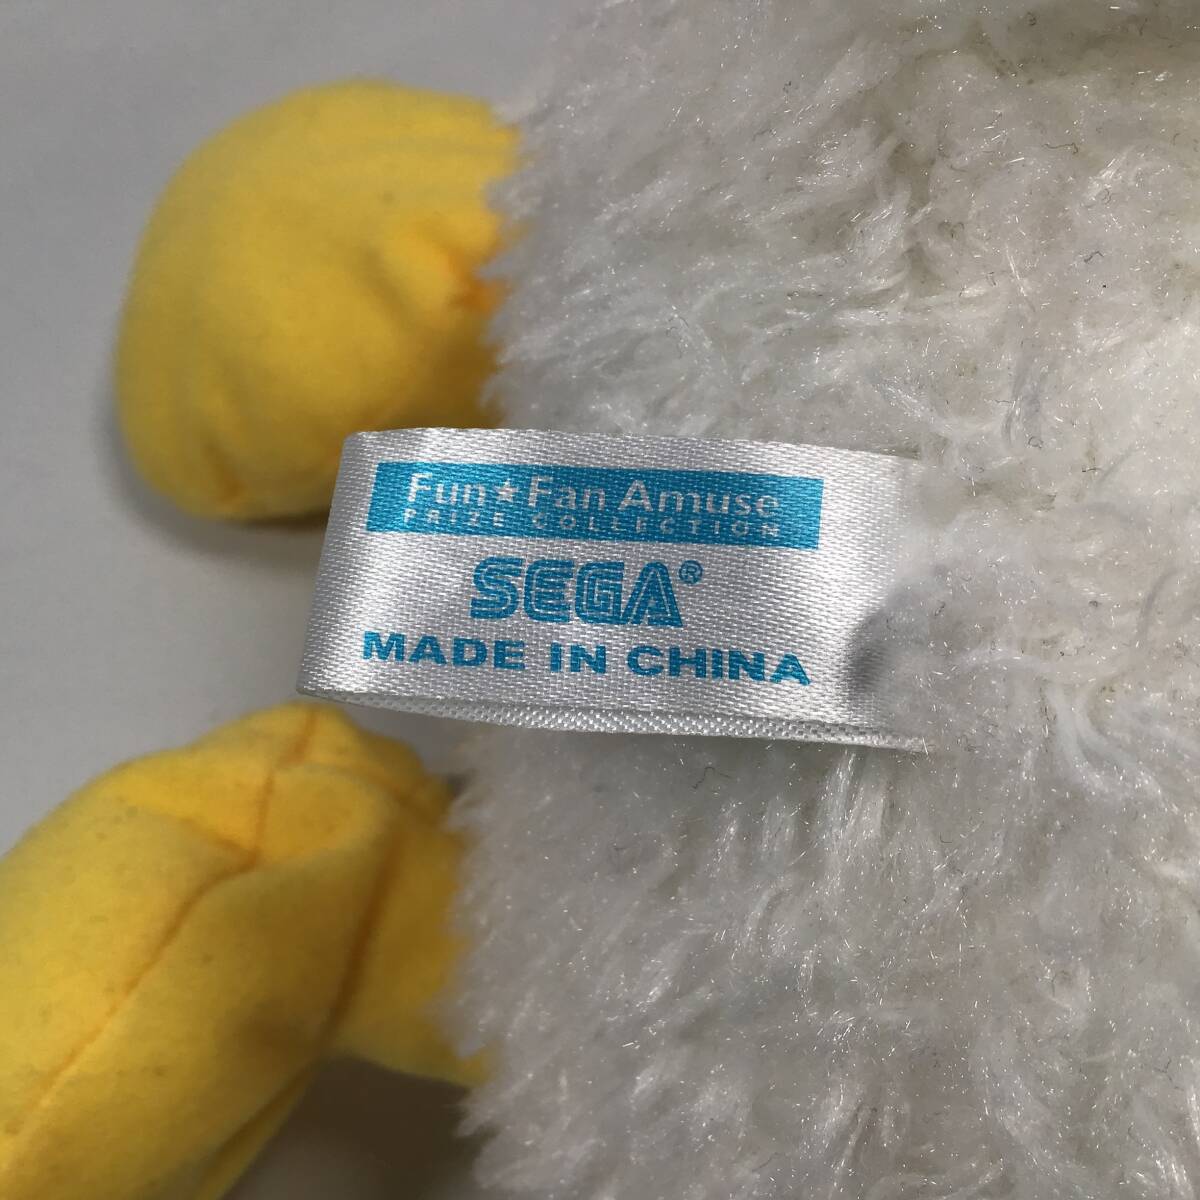 Fun★Fan Amuse
PRIZE COLLECTION
SEGA®
MADE IN CHINA